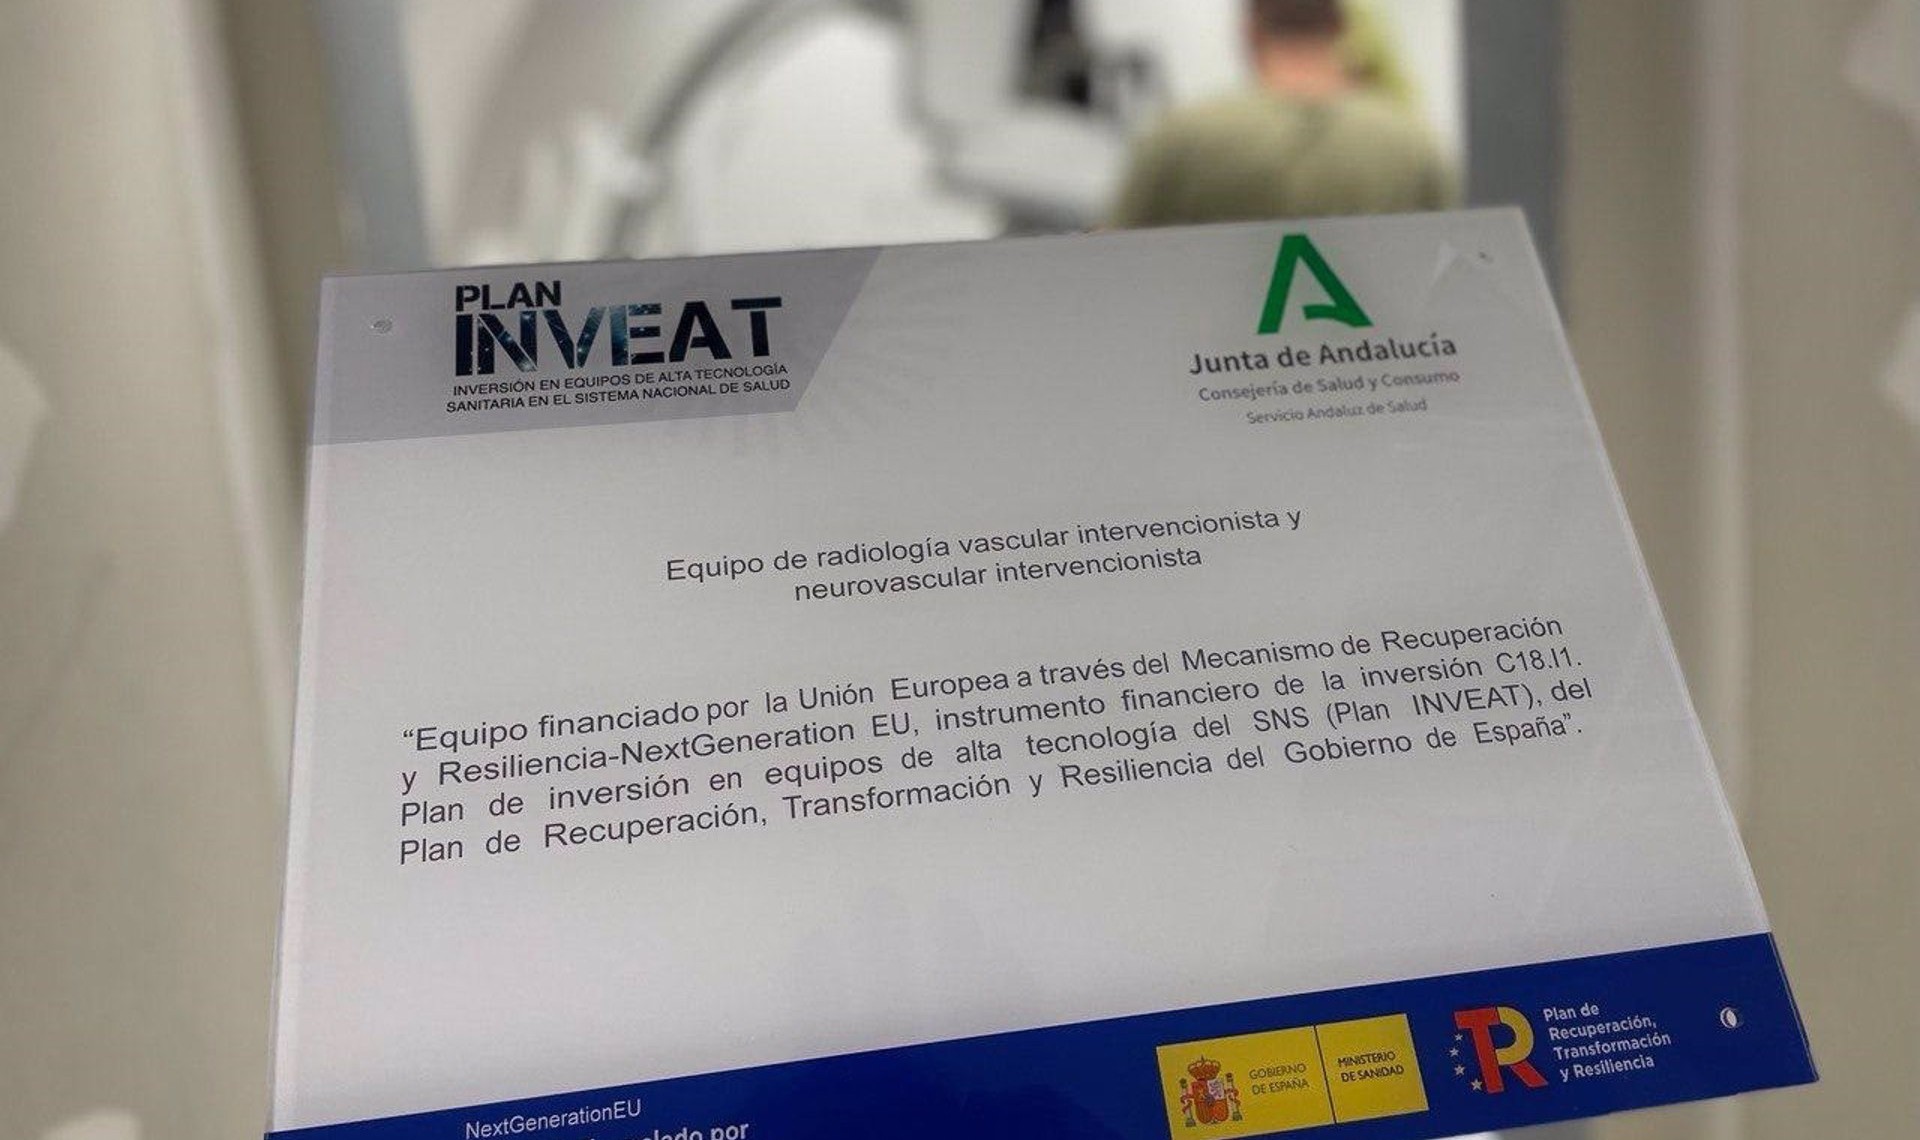 PLAN
INVEAT
INVERSIÓN EN EQUIPOS DE ALTA TECNOLOGÍA
SANITARIA EN EL SISTEMA NACIONAL DE SALUD
Junta de Andalucía
Consejería de Salud y Consumo
Servicio Andaluz de Salud
Equipo de radiología vascular intervencionista y
neurovascular intervencionista
“Equipo financiado por la Unión Europea a través del Mecanismo de Recuperación
y Resiliencia-NextGeneration EU, instrumento financiero de la inversión C18.I1.
Plan de inversión en equipos de alta tecnología del SNS (Plan INVEAT), del
Plan de Recuperación, Transformación y Resiliencia del Gobierno de España”.
NextGenerationEU
por
GOBIERNO
DE ESPAÑA
MINISTERIO
DE SANIDAD
Plan de
Recuperación,
Transformación
y Resiliencia